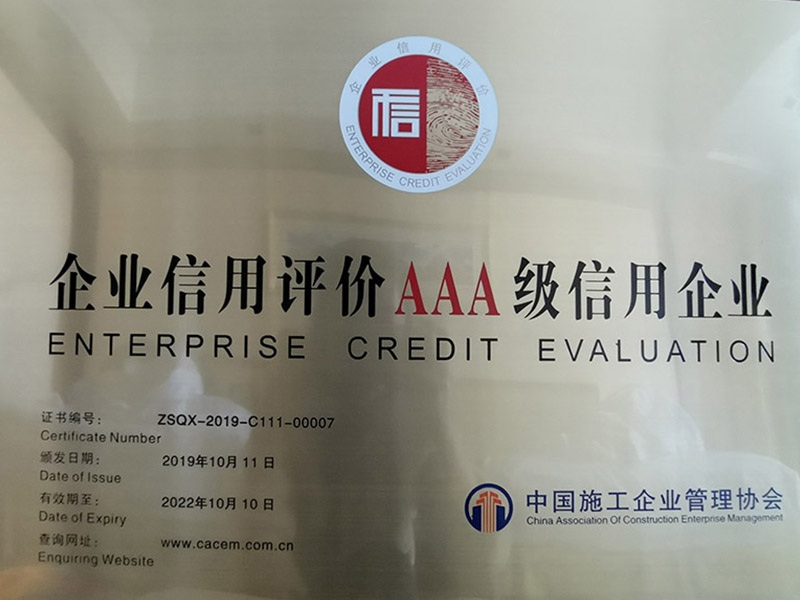 企业信用评价
信
ENTERPRISE CREDIT EVALUATION
企业信用评价AAA级信用企业
ENTERPRISE CREDIT EVALUATION
证书编号: ZSQX-2019-C111-00007
Certificate Number
颁发日期: 2019年10月11日
Date of Issue
有效期至: 2022年10月10日
Date of Expiry
查询网址: www.cacem.com.cn
Enquiring Website
中国施工企业管理协会
China Association Of Construction Enterprise Management